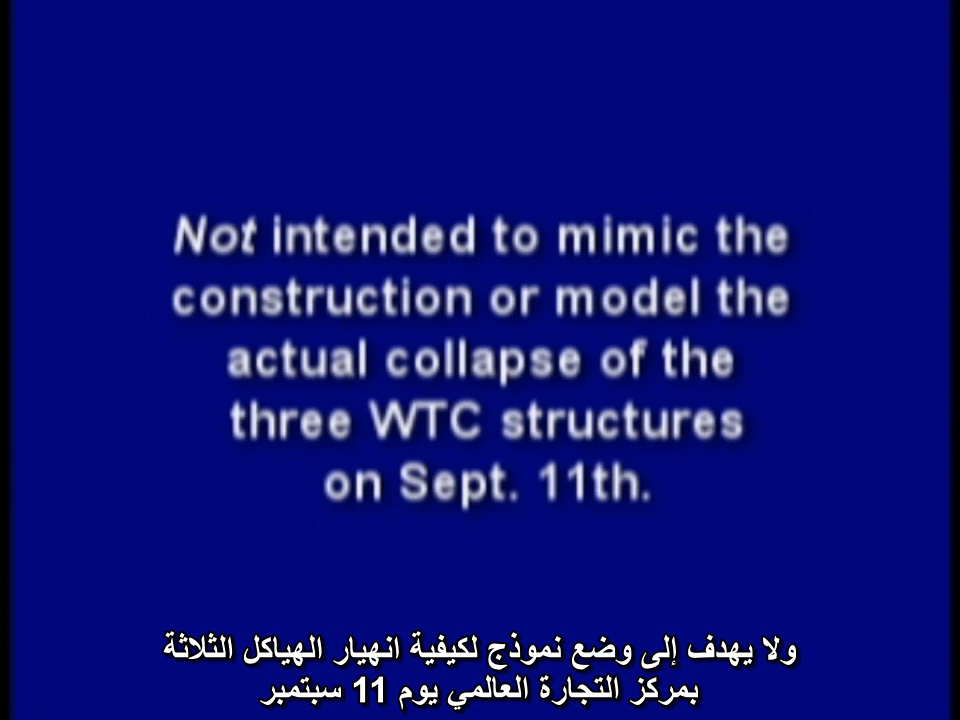 Not intended to mimic the
construction or model the
actual collapse of the
three WTC structures
on Sept. 11th.
ولا يهدف إلى وضع نموذج لكيفية انهيار الهياكل الثلاثة
بمركز التجارة العالمي يوم 11 سبتمبر